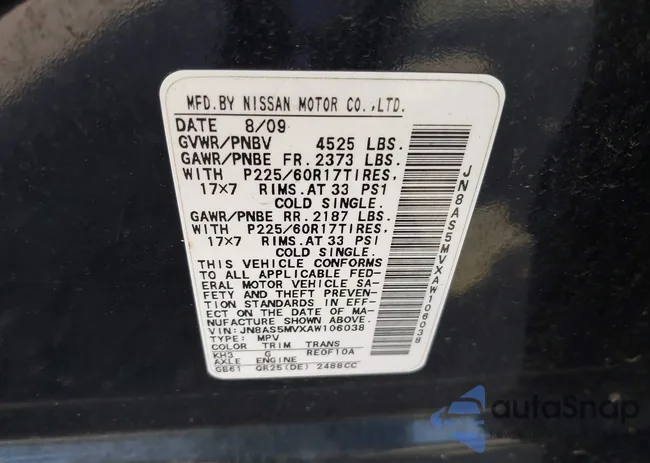 MFD.BY NISSAN MOTOR CO.,LTD.
DATE 8/09
GVWR/PNBV 4525 LBS.
GAWR/PNBE FR. 2373 LBS.
WITH P225/60R17TIRES,
17×7 RIMS.AT 33 PSI
COLD SINGLE.
GAWR/PNBE RR. 2187 LBS.
WITH P225/60R17TIRES,
17×7 RIMS.AT 33 PSI
COLD SINGLE.
THIS VEHICLE CONFORMS
TO ALL APPLICABLE FED-
ERAL MOTOR VEHICLE SA-
FETY AND THEFT PREVEN-
TION STANDARDS IN EFF-
ECT ON THE DATE OF MA-
NUFACTURE SHOWN ABOVE.
VIN: JN8AS5MVXAW106038
TYPE: MPV
COLOR TRIM TRANS
KH3 G RE0F10A
AXLE ENGINE
GB61 QR25(DE) 2488CC
JN8AS5MVXAW106038
autoSnap